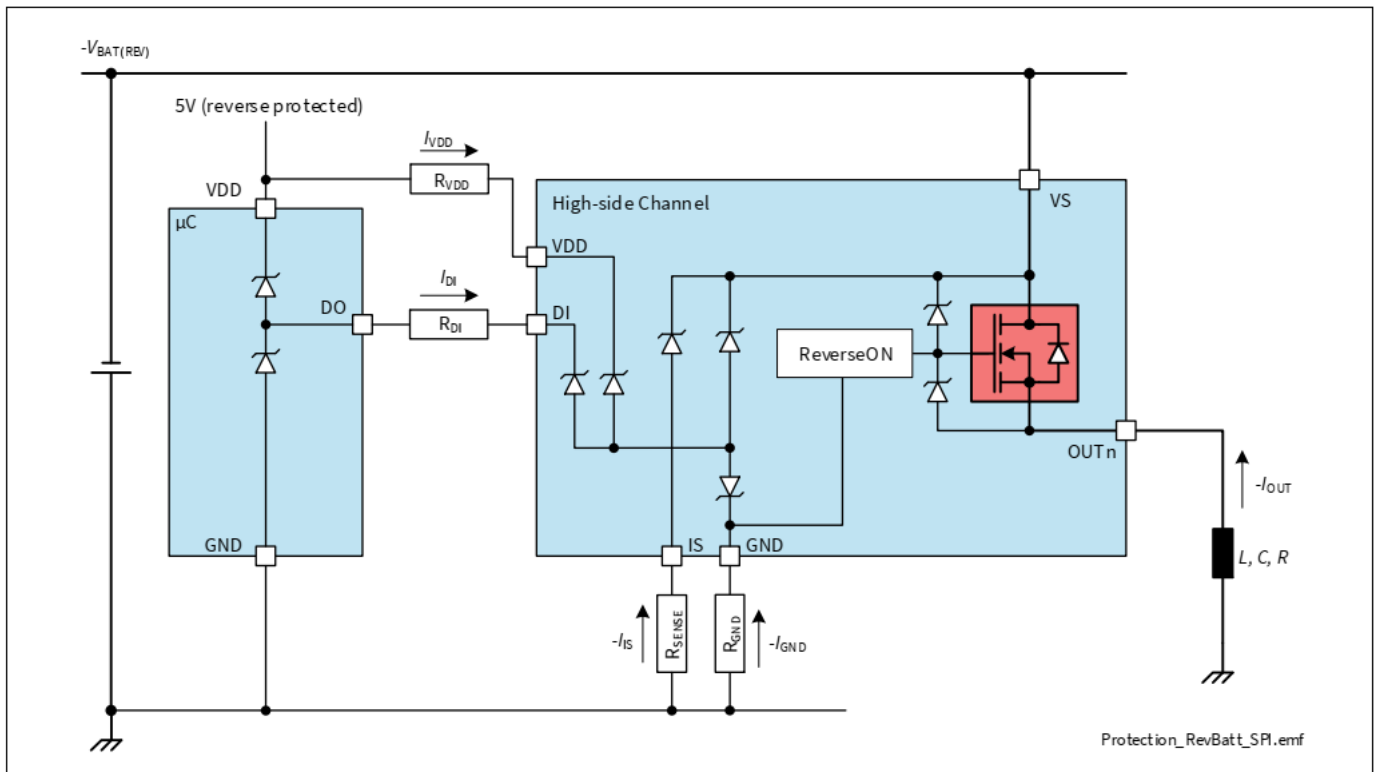 -VBAT(REV)
5V (reverse protected)
IVDD
RVDD
VDD
µC
High-side Channel
VS
VDD
IDI
DO
RDI
DI
ReverseON
OUTn
-IOUT
GND
IS
GND
L, C, R
-IIS
RSENSE
RGND
-IGND
Protection_RevBatt_SPI.emf